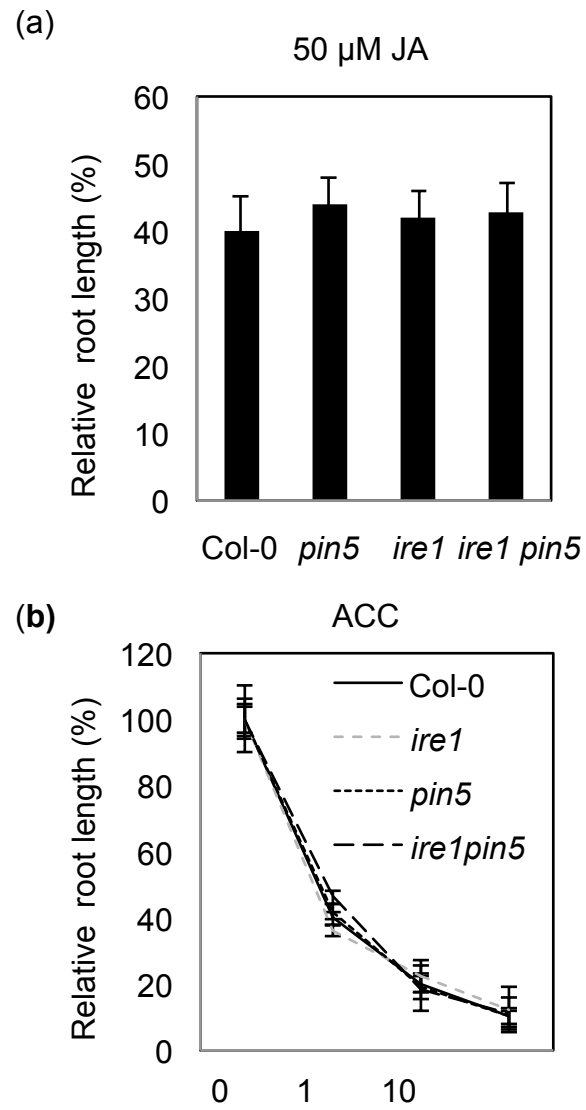 (a)
50 µM JA
Relative root length (%)
60
50
40
30
20
10
0
Col-0 pin5 ire1 ire1 pin5
(b)
ACC
Relative root length (%)
120
100
80
60
40
20
0
Col-0
ire1
pin5
ire1pin5
0 1 10